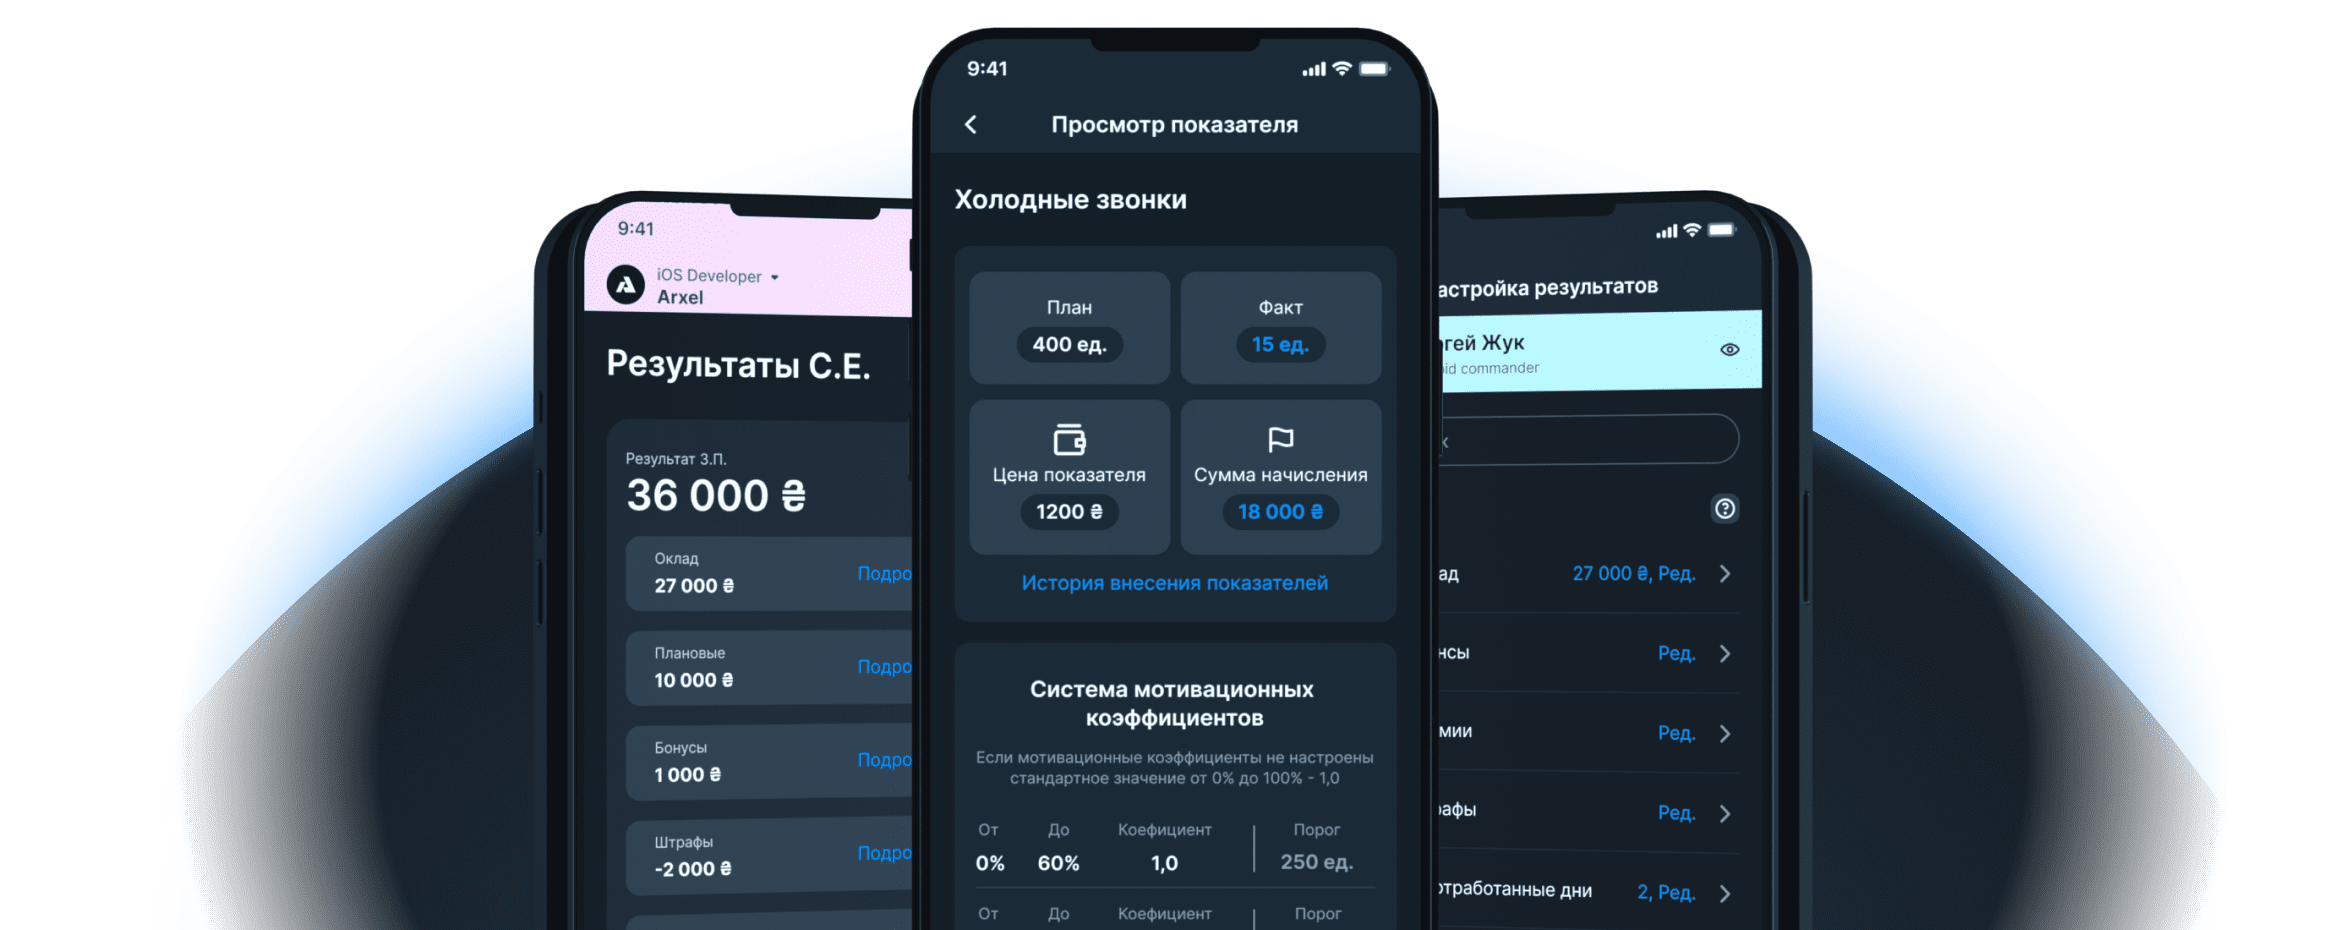 9:41
iOS Developer
Arxel
Результаты С.Е.
Результат З.П.
36 000 ₴
Оклад
27 000 ₴
Подро
Плановые
10 000 ₴
Подро
Бонусы
1 000 ₴
Подро
Штрафы
-2 000 ₴
Подро
9:41
Просмотр показателя
Холодные звонки
План
400 ед.
Факт
15 ед.
Цена показателя
1200 ₴
Сумма начисления
18 000 ₴
История внесения показателей
Система мотивационных
коэффициентов
Если мотивационные коэффициенты не настроены
стандартное значение от 0% до 100% - 1,0
От До Коефициент Порог
0% 60% 1,0 250 ед.
От До Коефициент Порог
астройка результатов
гей Жук
id commander
к
ад 27 000 ₴, Ред.
нсы Ред.
мии Ред.
афы Ред.
отработанные дни 2, Ред.